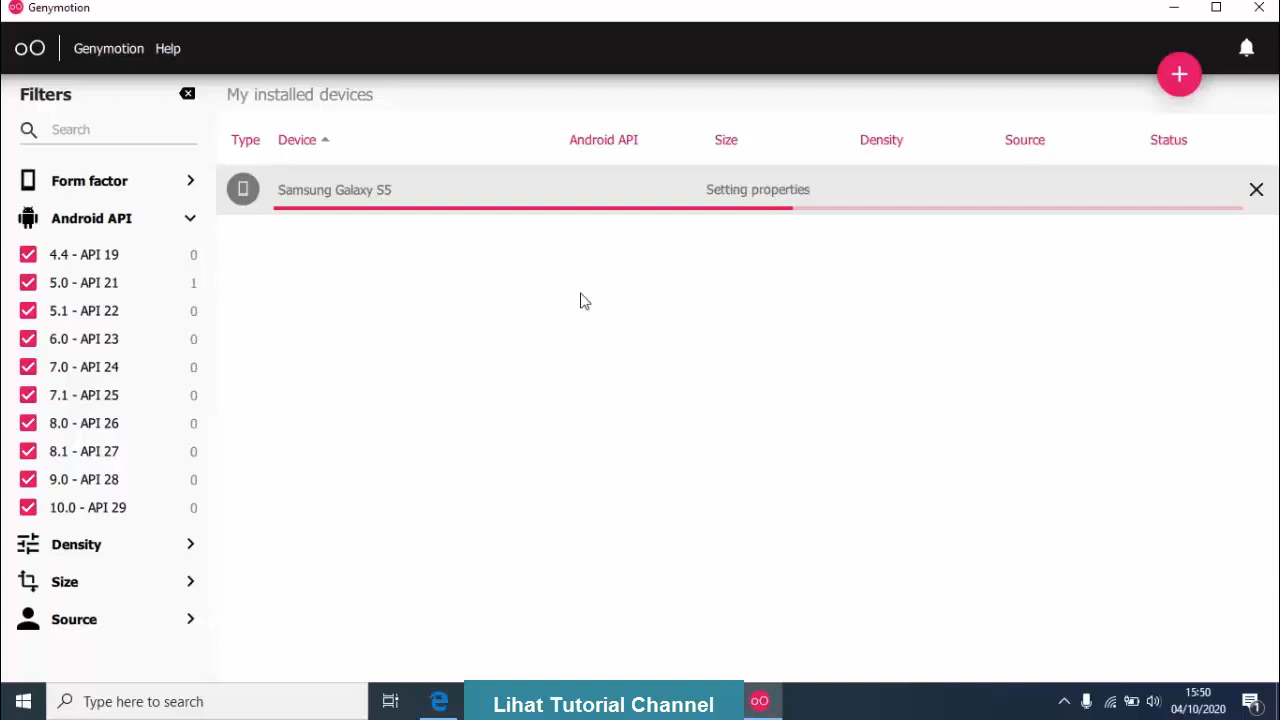 Genymotion
Genymotion Help
Filters
Search
Form factor
Android API
4.4 - API 19 0
5.0 - API 21 1
5.1 - API 22 0
6.0 - API 23 0
7.0 - API 24 0
7.1 - API 25 0
8.0 - API 26 0
8.1 - API 27 0
9.0 - API 28 0
10.0 - API 29 0
Density
Size
Source
My installed devices
Type Device Android API Size Density Source Status
Samsung Galaxy S5 Setting properties
Type here to search
Lihat Tutorial Channel
15:50
04/10/2020
1